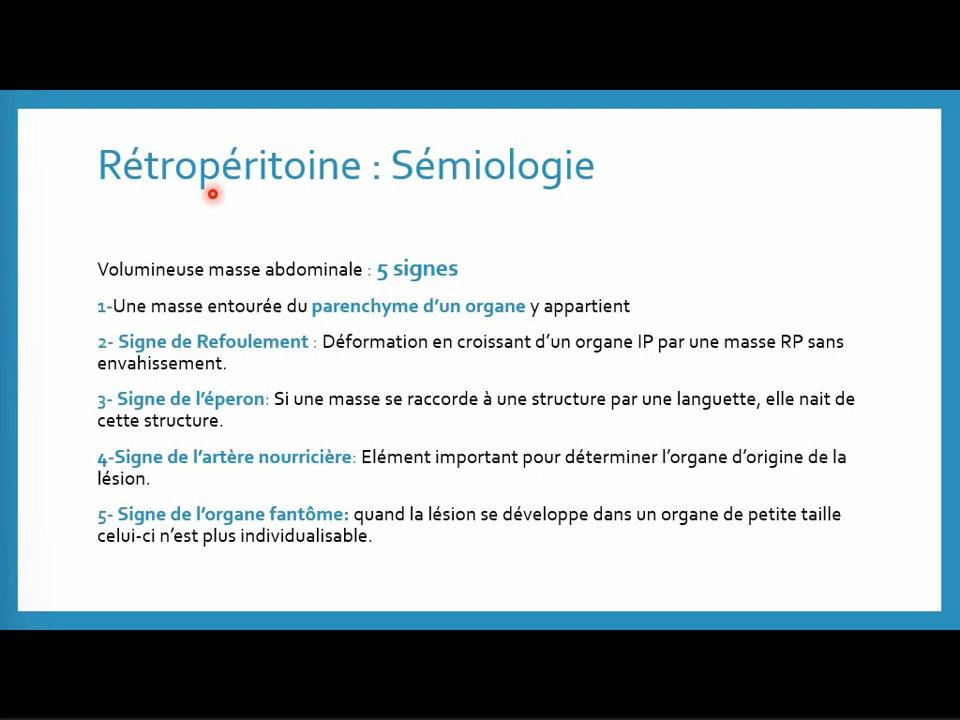 Rétropéritoine : Sémiologie
Volumineuse masse abdominale : 5 signes
1-Une masse entourée du parenchyme d’un organe y appartient
2- Signe de Refoulement : Déformation en croissant d’un organe IP par une masse RP sans
envahissement.
3- Signe de l’éperon: Si une masse se raccorde à une structure par une languette, elle nait de
cette structure.
4-Signe de l’artère nourricière: Elément important pour déterminer l’organe d’origine de la
lésion.
5- Signe de l’organe fantôme: quand la lésion se développe dans un organe de petite taille
celui-ci n’est plus individualisable.